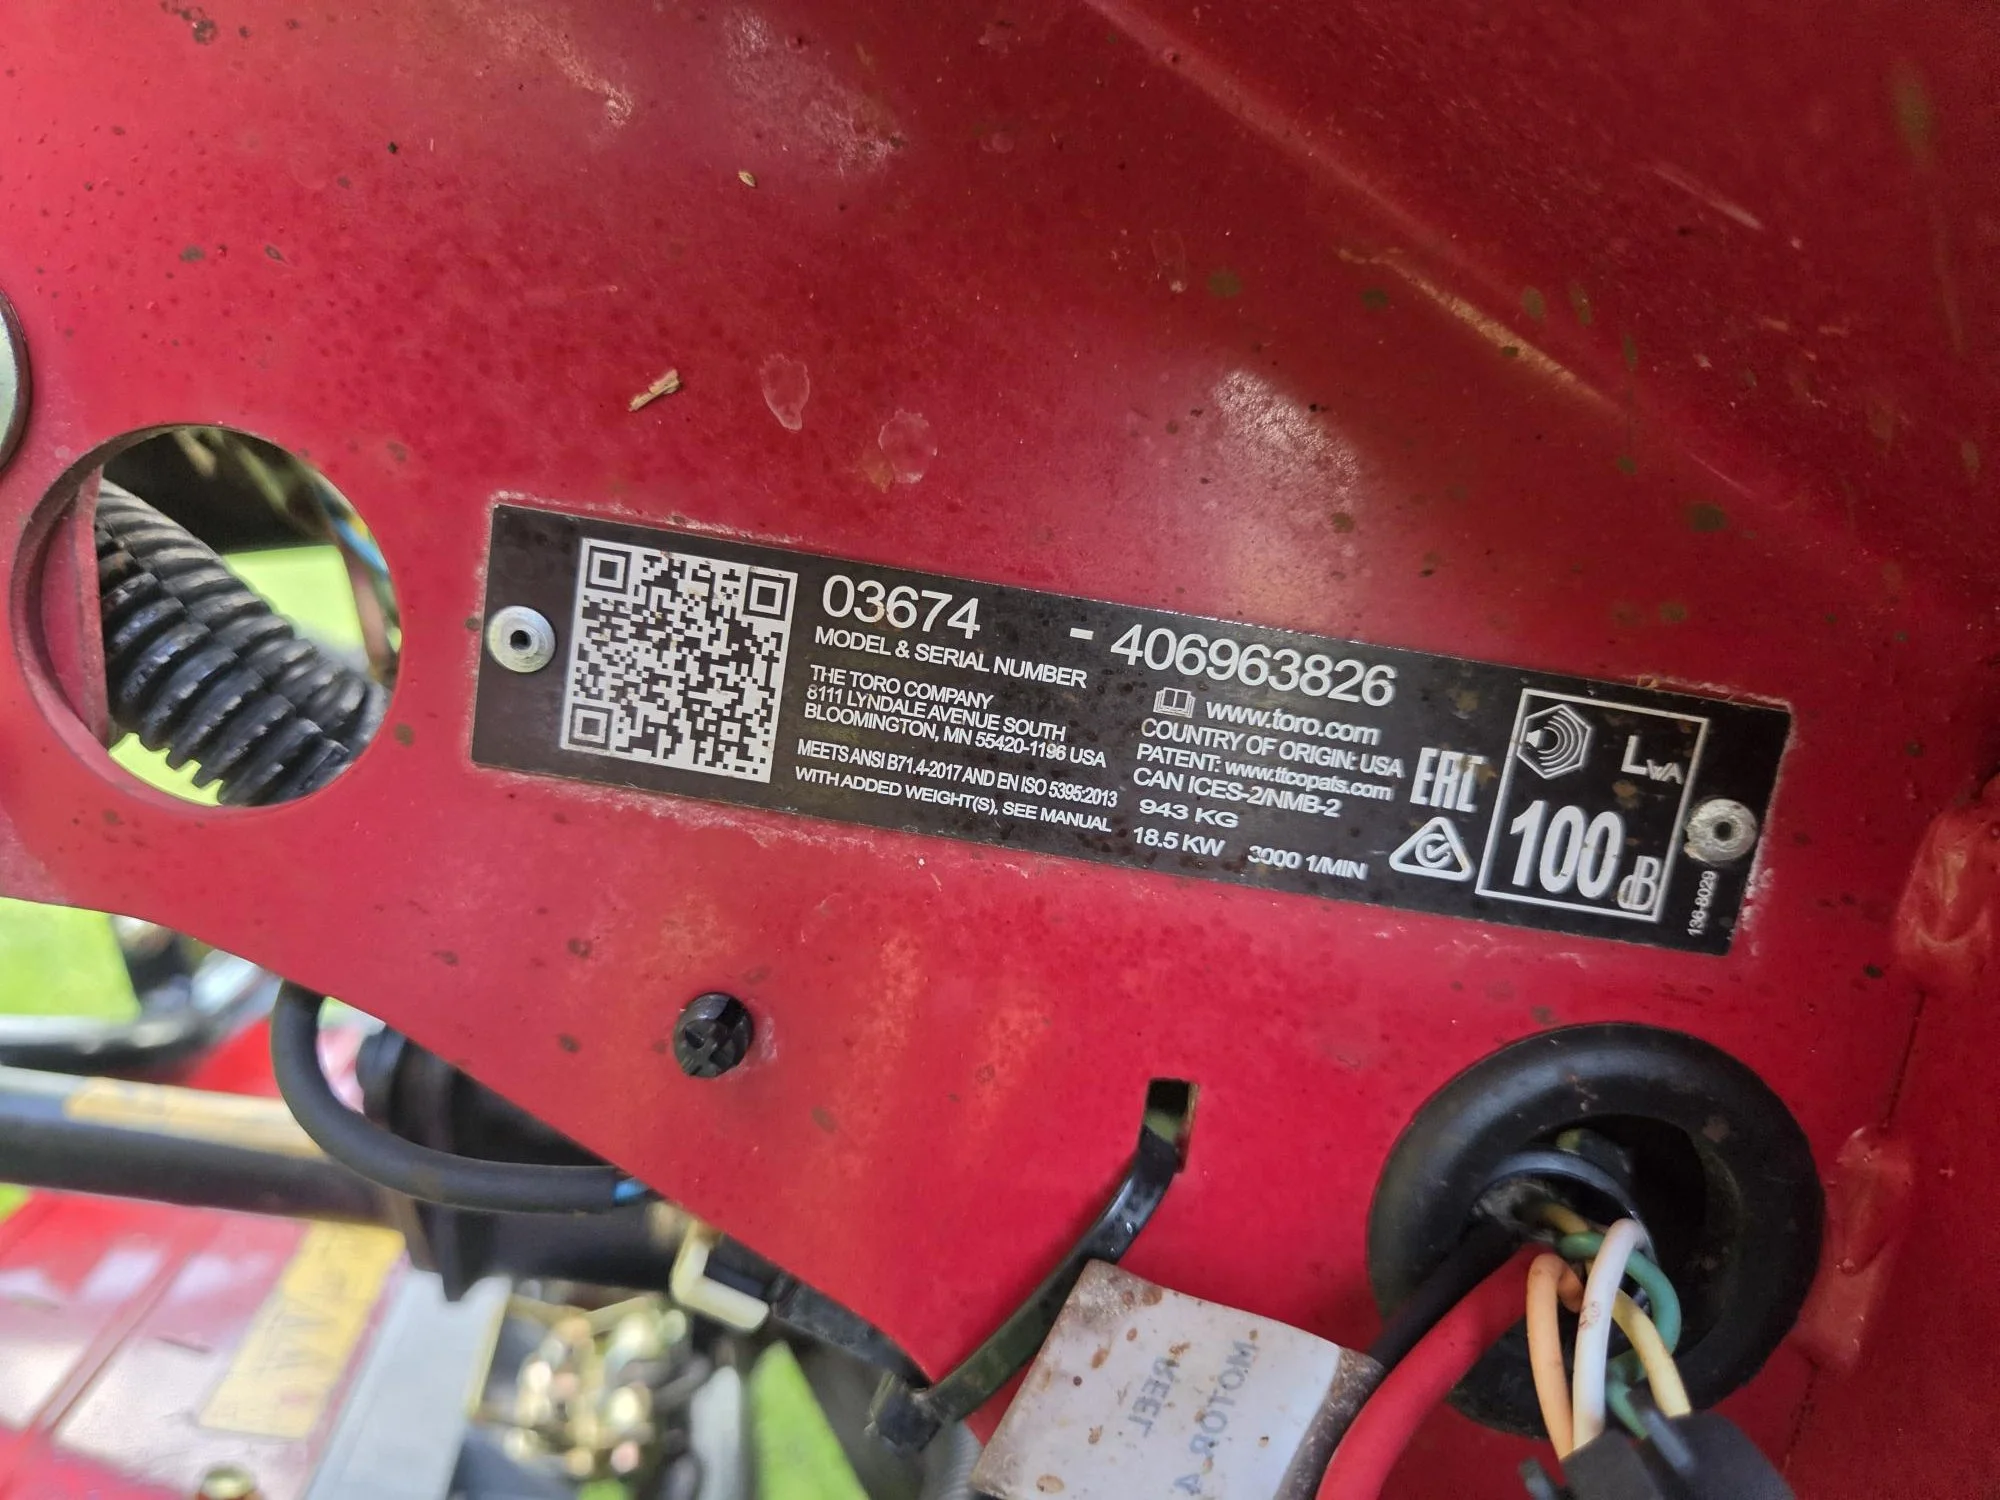 03674 - 406963826
MODEL & SERIAL NUMBER
THE TORO COMPANY
8111 LYNDALE AVENUE SOUTH
BLOOMINGTON, MN 55420-1196 USA
MEETS ANSI B71.4-2017 AND EN ISO 5395:2013
WITH ADDED WEIGHT(S), SEE MANUAL
www.toro.com
COUNTRY OF ORIGIN: USA
PATENT: www.ttcopats.com
CAN ICES-2/NMB-2
943 KG
18.5 KW 3000 1/MIN
EAC
LWA
100 dB
136-8029
MOTOR 4
REEL